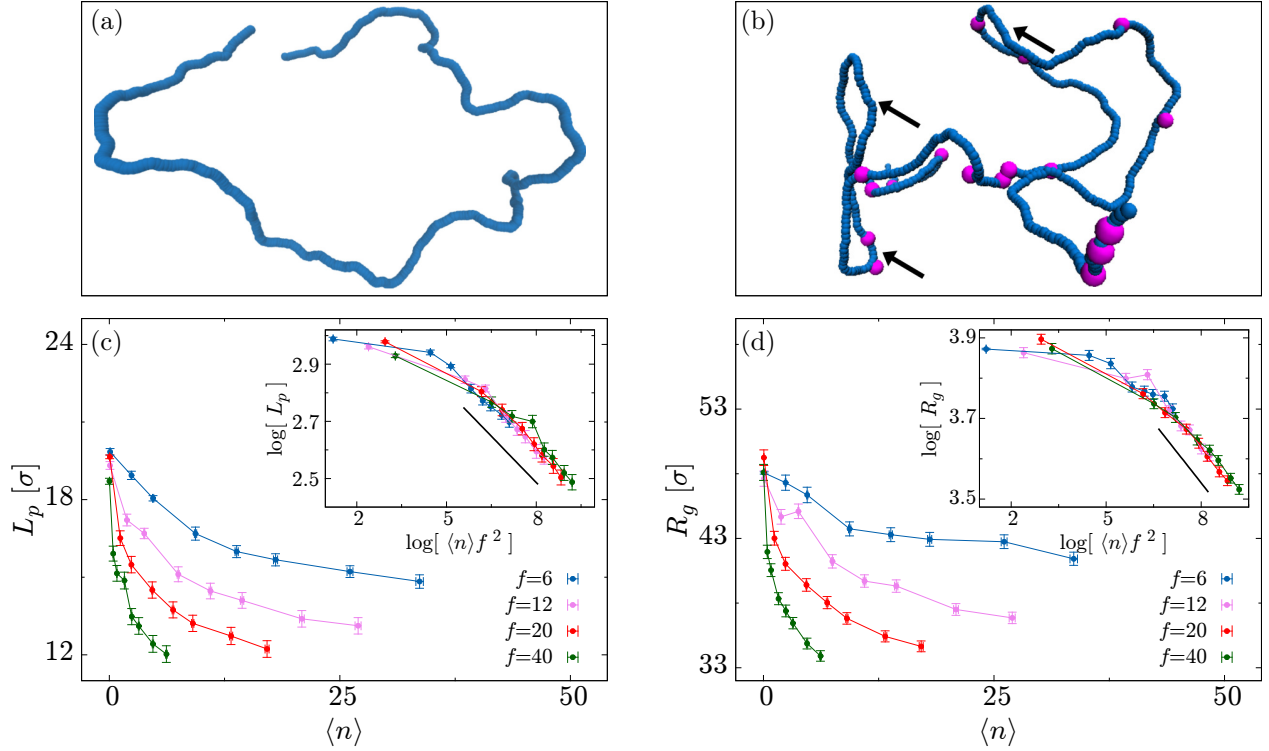 (a)
(b)
(c)
24
18
12
L_p [σ]
0
25
50
⟨n⟩
log[ L_p ]
2.9
2.7
2.5
2
5
8
log[ ⟨n⟩f ² ]
f=6
f=12
f=20
f=40
(d)
53
43
33
R_g [σ]
0
25
50
⟨n⟩
log[ R_g ]
3.9
3.7
3.5
2
5
8
log[ ⟨n⟩f ² ]
f=6
f=12
f=20
f=40